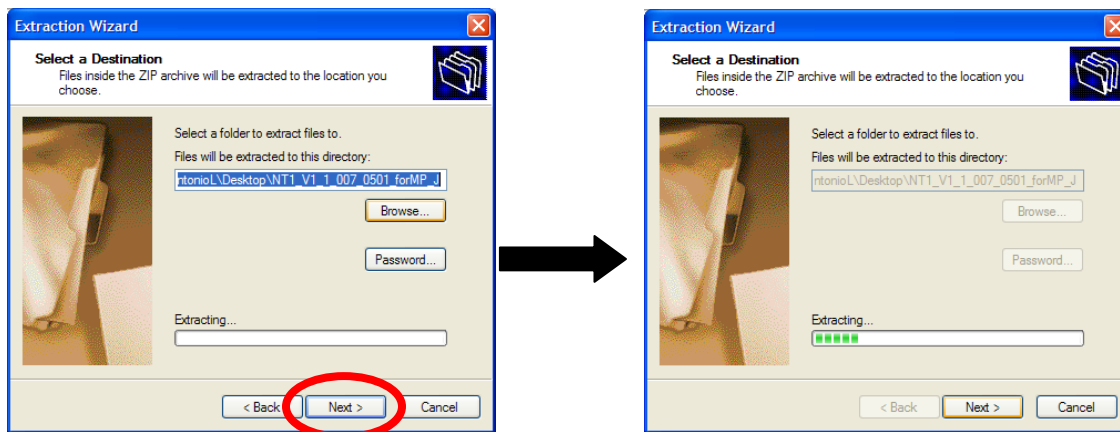 Extraction Wizard
Select a Destination
Files inside the ZIP archive will be extracted to the location you
choose.
Select a folder to extract files to.
Files will be extracted to this directory:
ntonioL\Desktop\NT1_V1_1_007_0501_forMP_J
Browse...
Password...
Extracting...
< Back
Next >
Cancel
Extraction Wizard
Select a Destination
Files inside the ZIP archive will be extracted to the location you
choose.
Select a folder to extract files to.
Files will be extracted to this directory:
ntonioL\Desktop\NT1_V1_1_007_0501_forMP_J
Browse...
Password...
Extracting...
< Back
Next >
Cancel